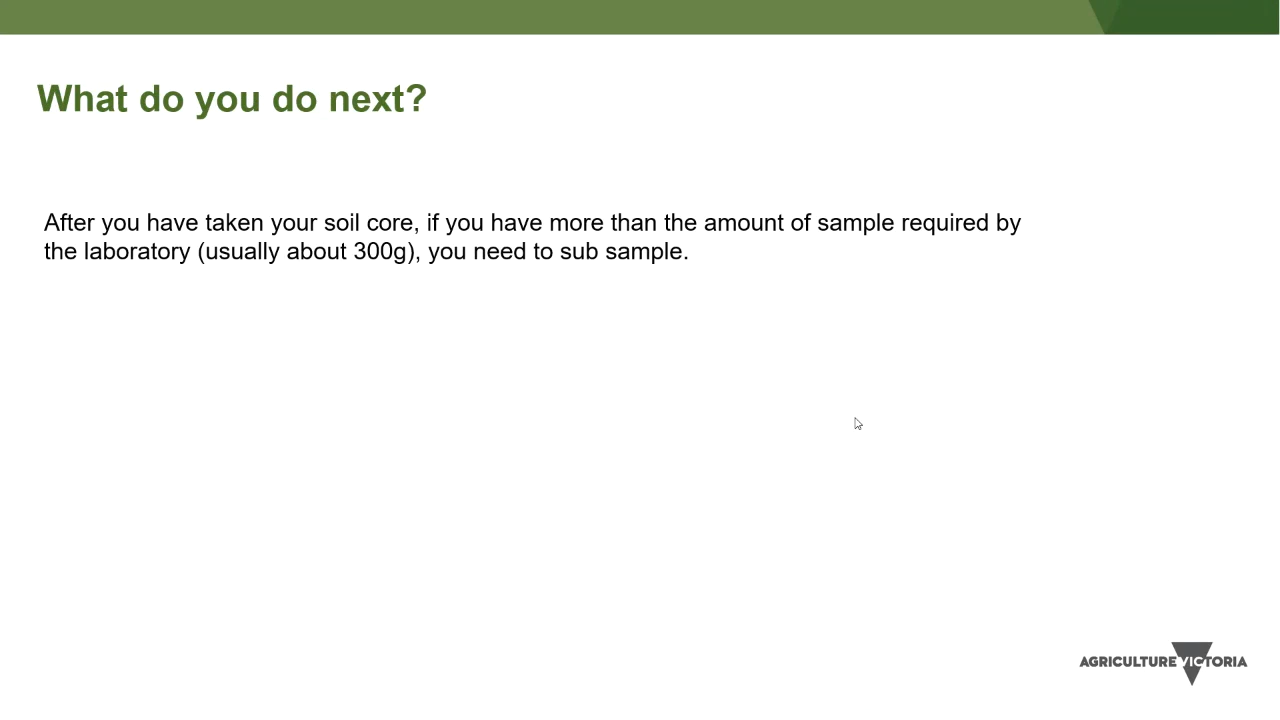 What do you do next?
After you have taken your soil core, if you have more than the amount of sample required by
the laboratory (usually about 300g), you need to sub sample.
AGRICULTURE VICTORIA